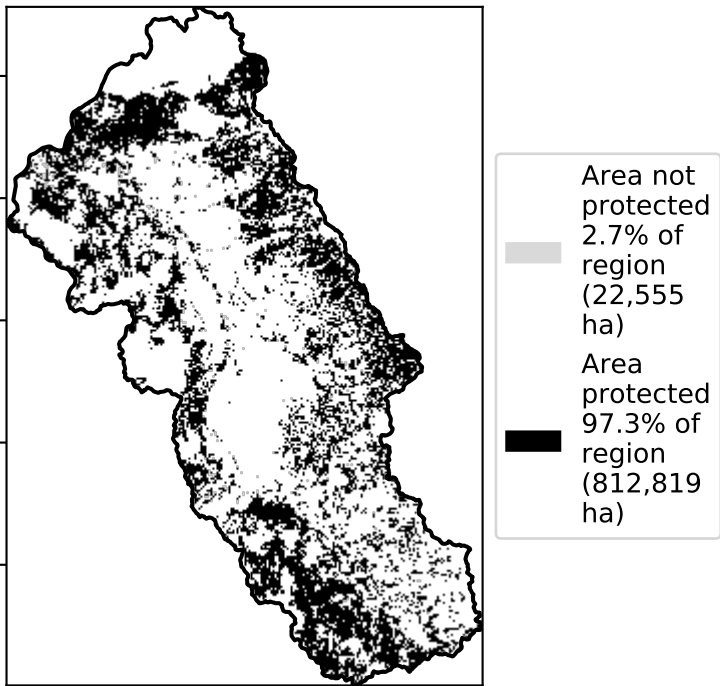 Area not
protected
2.7% of
region
(22,555
ha)
Area
protected
97.3% of
region
(812,819
ha)